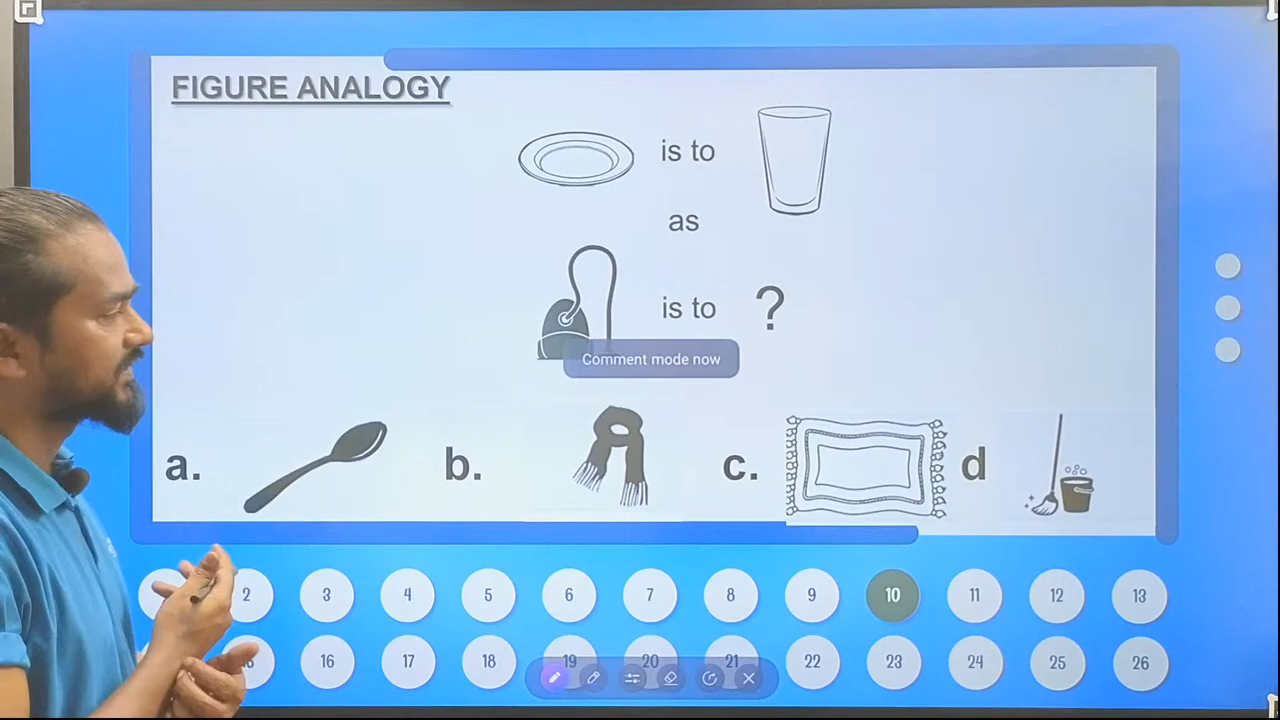 FIGURE ANALOGY
is to
as
is to ?
Comment mode now
a. b. c. d
2 3 4 5 6 7 8 9 10 11 12 13
16 17 18 19 20 21 22 23 24 25 26